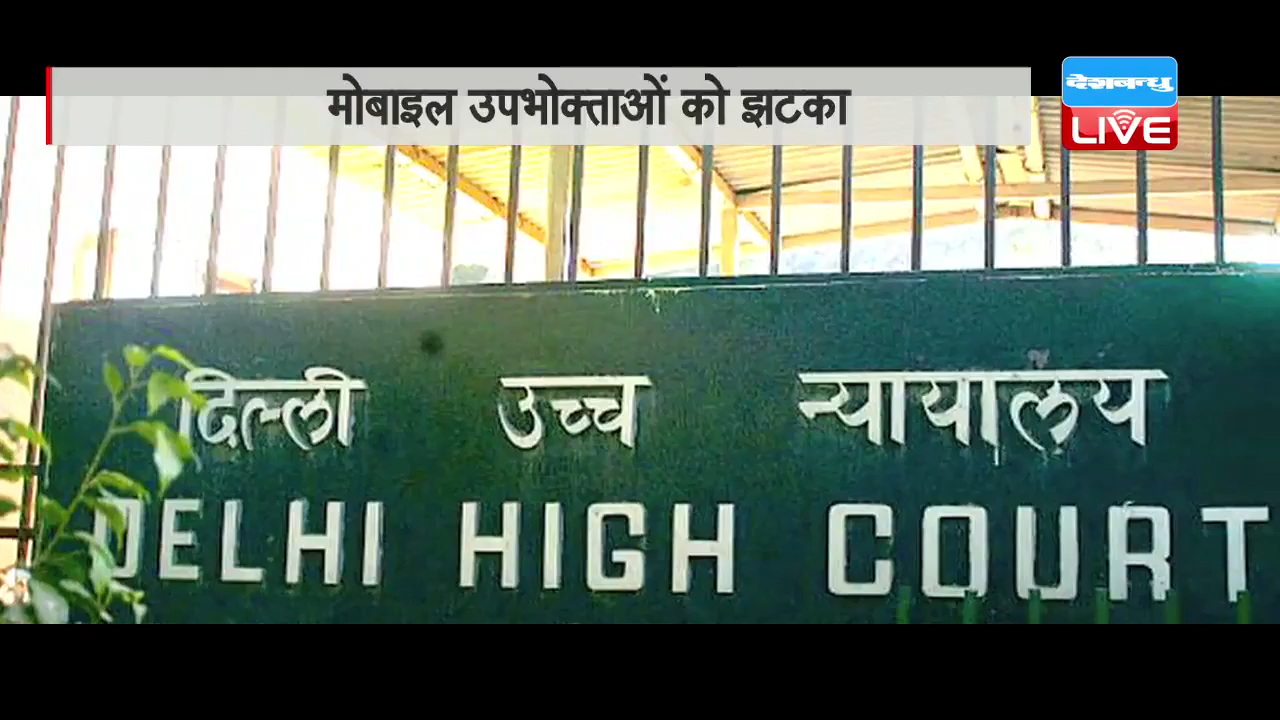 मोबाइल उपभोक्ताओं को झटका
देशबन्धु
LIVE
दिल्ली उच्च न्यायालय
DELHI HIGH COURT